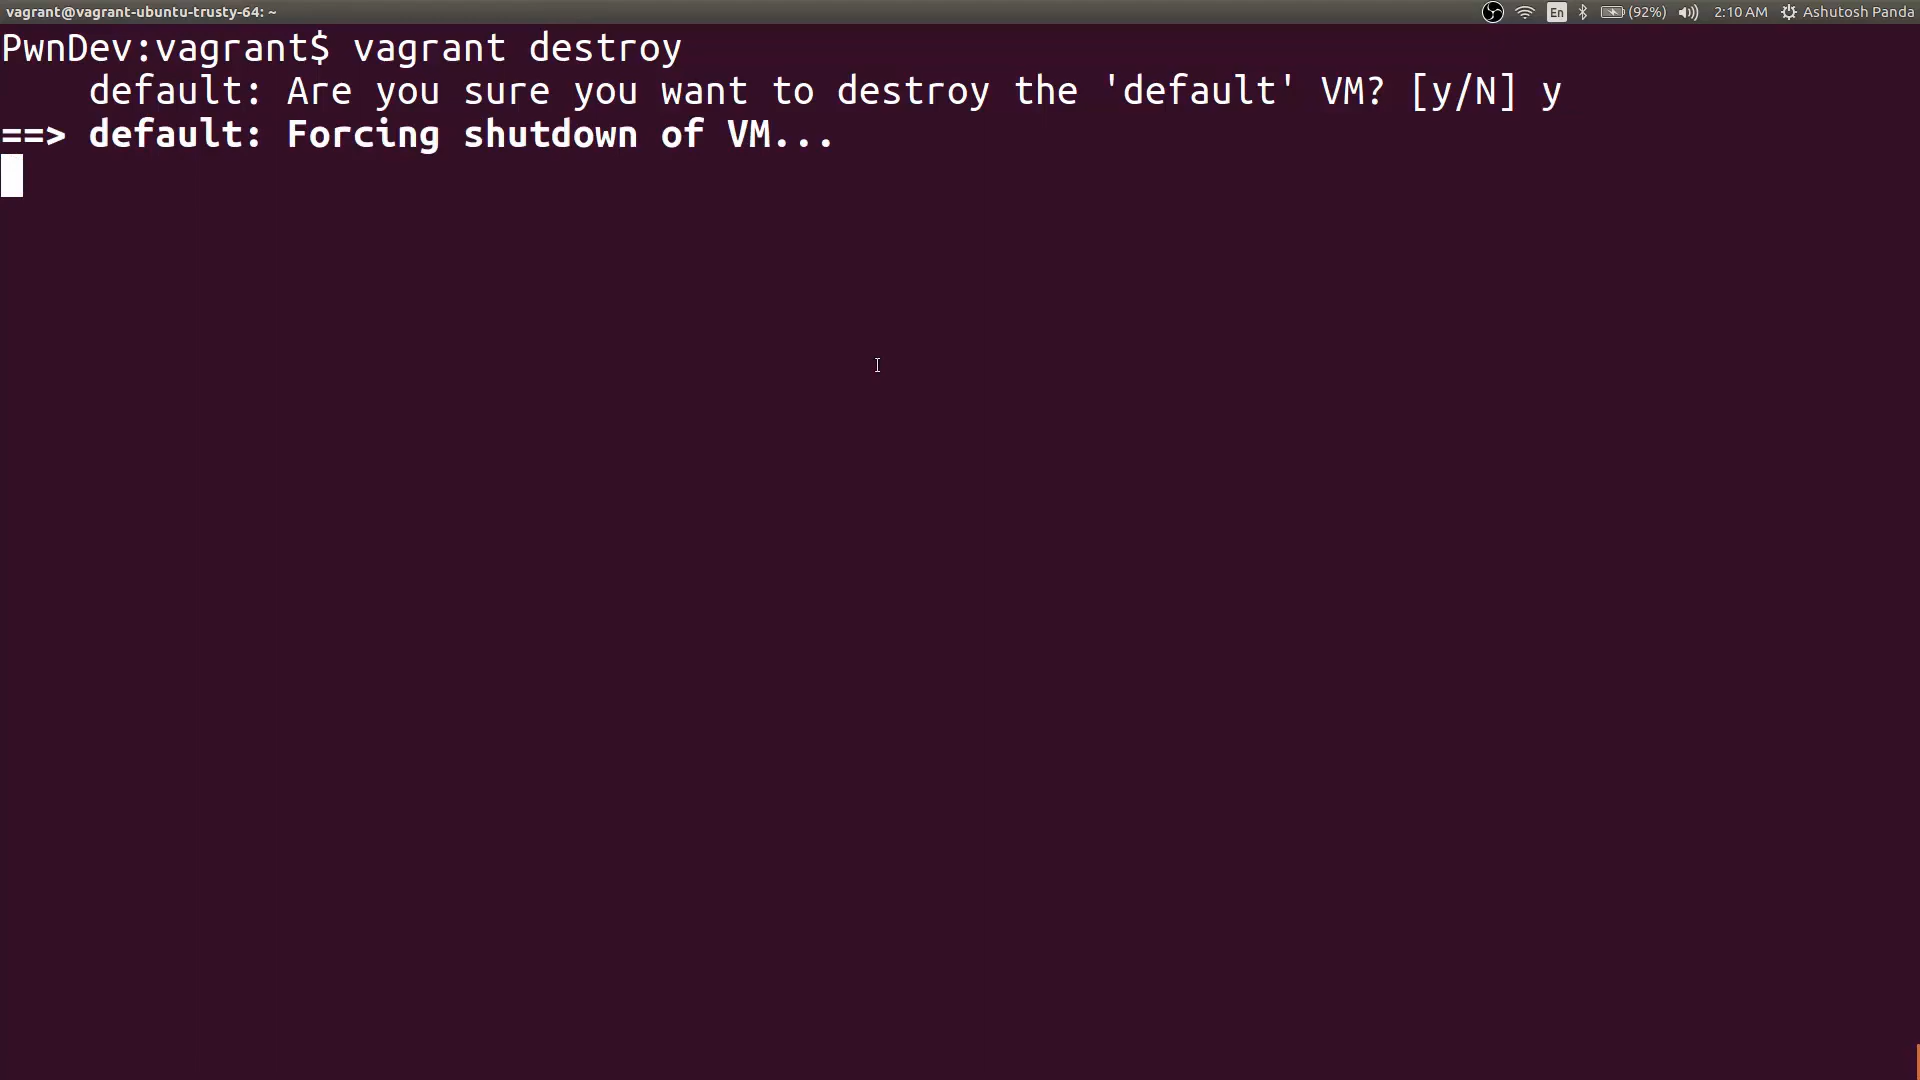 vagrant@vagrant-ubuntu-trusty-64: ~ En (92%) 2:10 AM Ashutosh Panda
PwnDev:vagrant$ vagrant destroy
default: Are you sure you want to destroy the 'default' VM? [y/N] y
==> default: Forcing shutdown of VM...